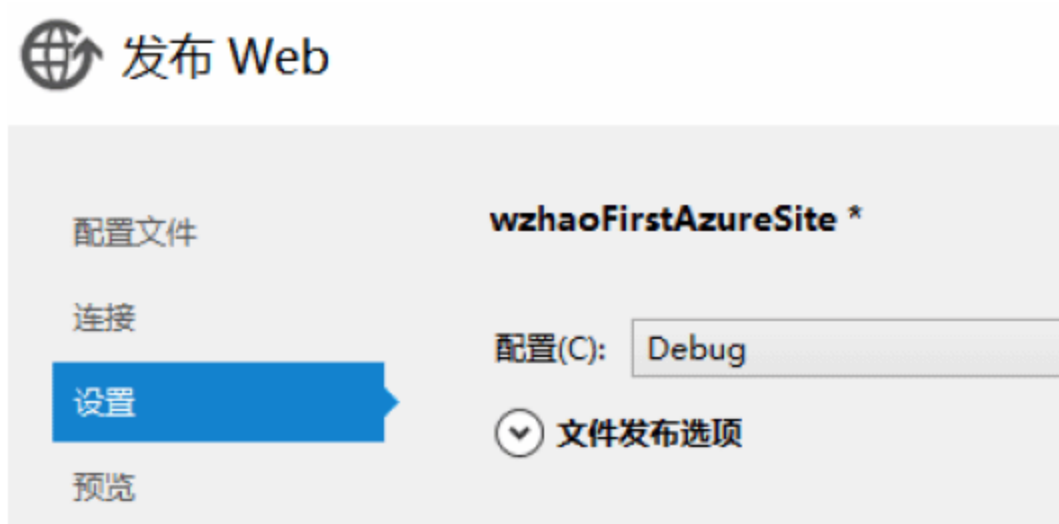 发布 Web
配置文件
连接
设置
预览
wzhaoFirstAzureSite *
配置(C): Debug
文件发布选项